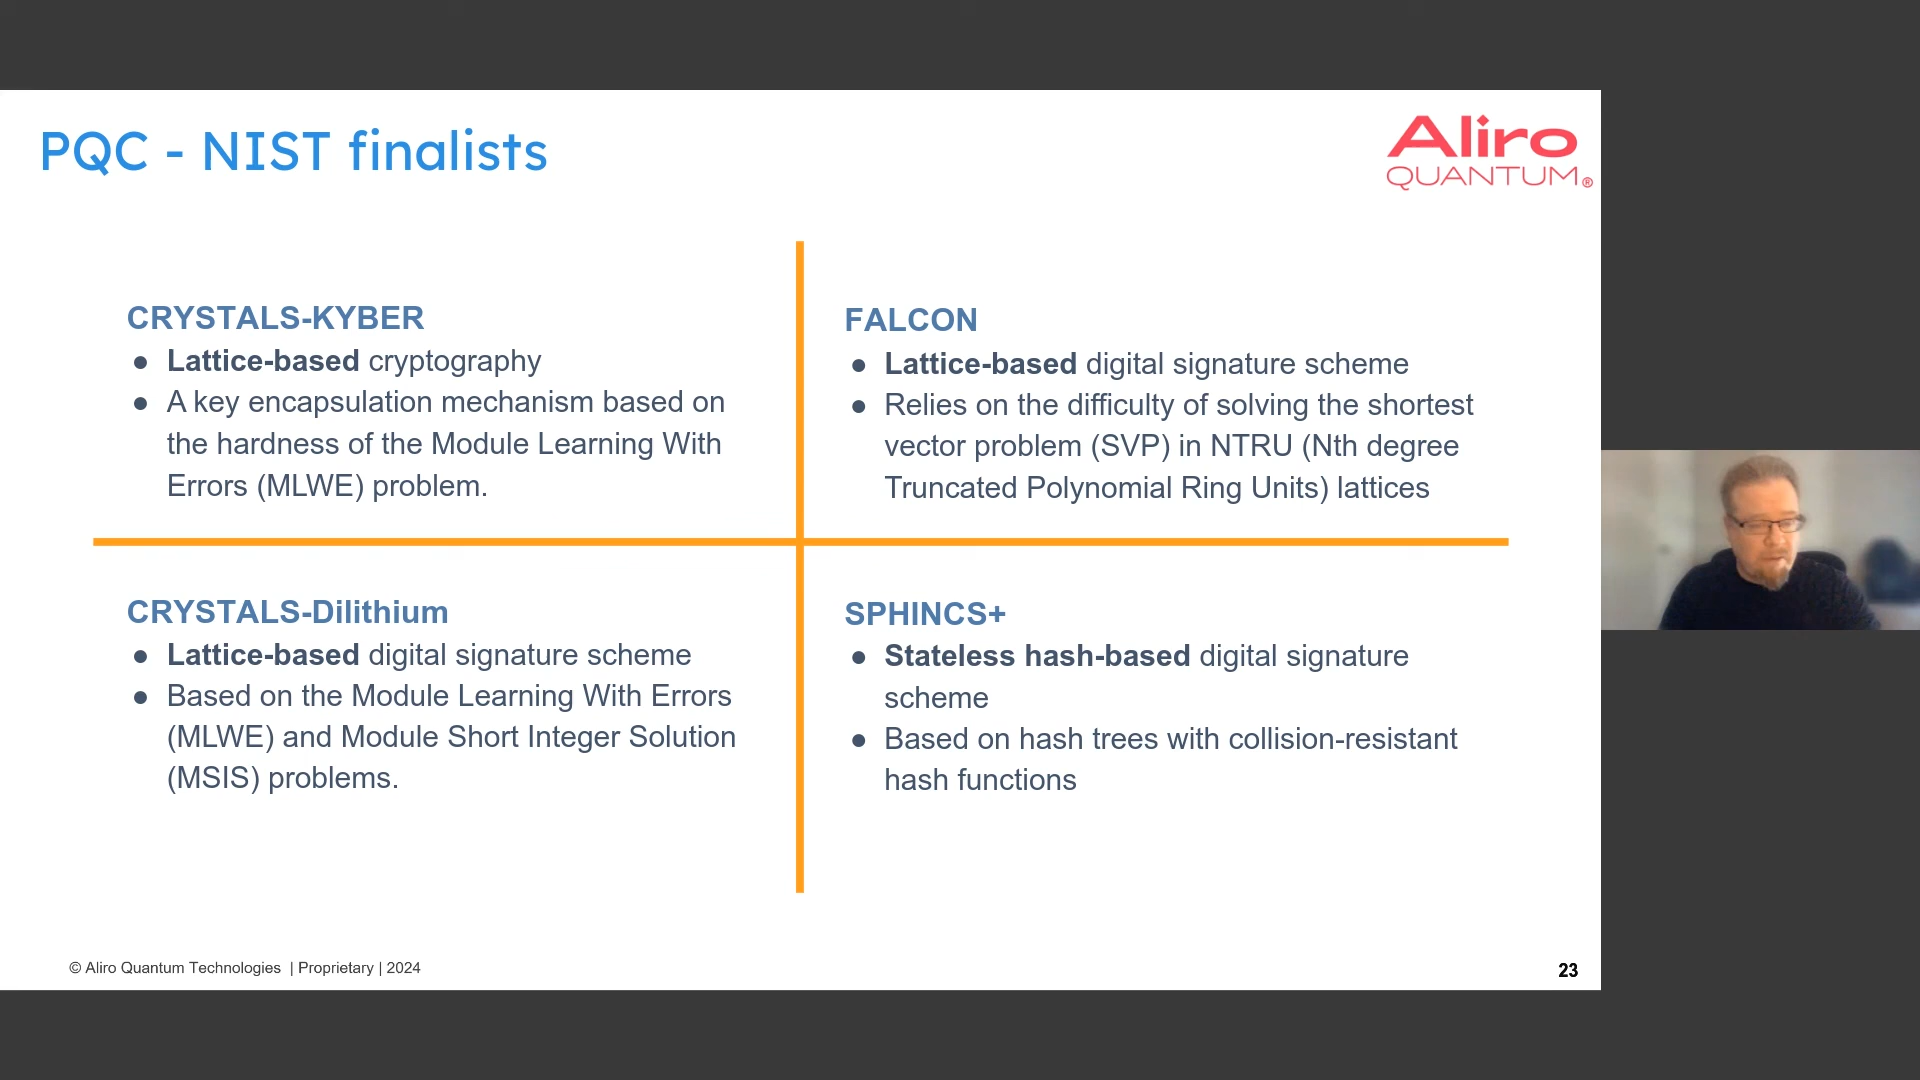 PQC - NIST finalists
Aliro
QUANTUM®
CRYSTALS-KYBER
● Lattice-based cryptography
● A key encapsulation mechanism based on
the hardness of the Module Learning With
Errors (MLWE) problem.
FALCON
● Lattice-based digital signature scheme
● Relies on the difficulty of solving the shortest
vector problem (SVP) in NTRU (Nth degree
Truncated Polynomial Ring Units) lattices
CRYSTALS-Dilithium
● Lattice-based digital signature scheme
● Based on the Module Learning With Errors
(MLWE) and Module Short Integer Solution
(MSIS) problems.
SPHINCS+
● Stateless hash-based digital signature
scheme
● Based on hash trees with collision-resistant
hash functions
© Aliro Quantum Technologies | Proprietary | 2024
23